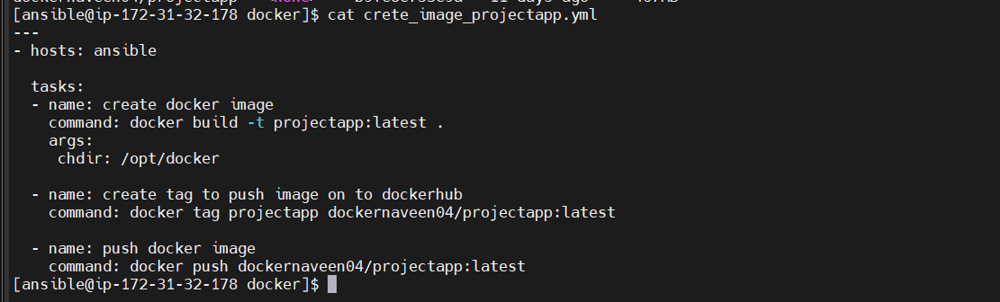 [ansible@ip-172-31-32-178 docker]$ cat crete_image_projectapp.yml
---
- hosts: ansible

  tasks:
  - name: create docker image
    command: docker build -t projectapp:latest .
    args:
     chdir: /opt/docker

  - name: create tag to push image on to dockerhub
    command: docker tag projectapp dockernaveen04/projectapp:latest

  - name: push docker image
    command: docker push dockernaveen04/projectapp:latest
[ansible@ip-172-31-32-178 docker]$